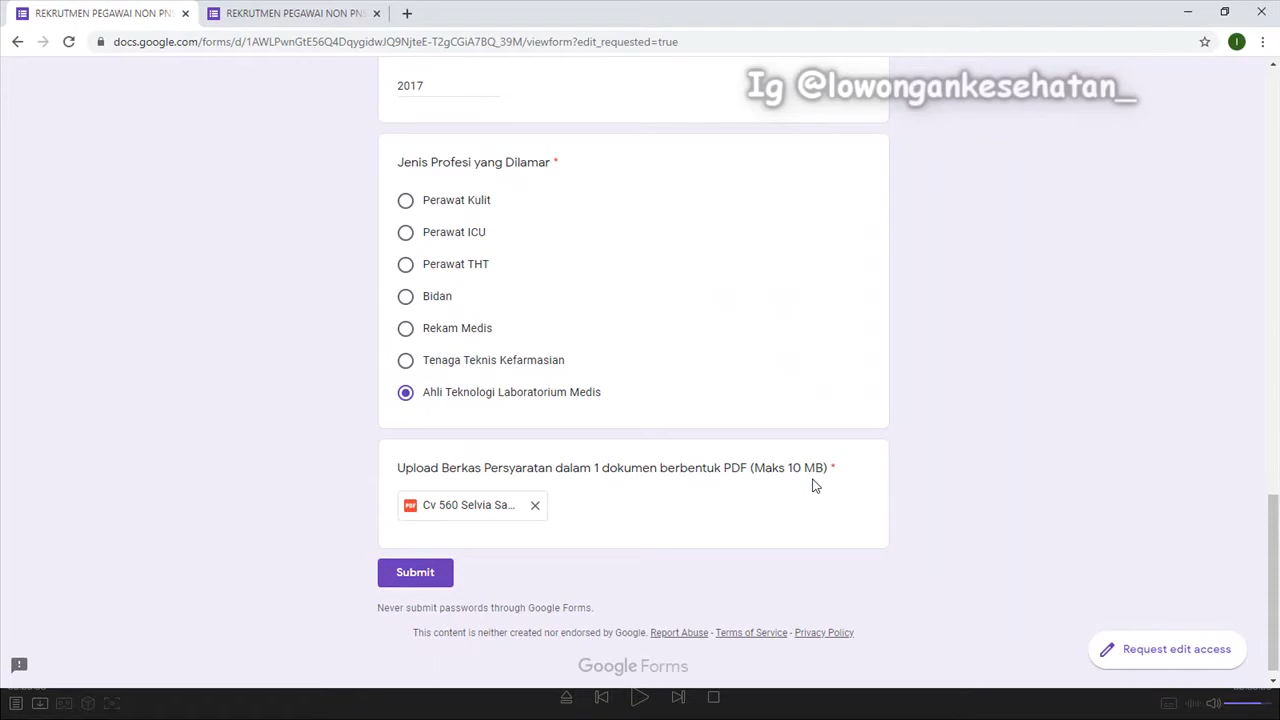 REKRUTMEN PEGAWAI NON PNS
REKRUTMEN PEGAWAI NON PNS
docs.google.com/forms/d/1AWLPwnGtE56Q4DqygidwJQ9NjteE-T2gCGiA7BQ_39M/viewform?edit_requested=true
I
2017
Ig @lowongankesehatan_
Jenis Profesi yang Dilamar *
Perawat Kulit
Perawat ICU
Perawat THT
Bidan
Rekam Medis
Tenaga Teknis Kefarmasian
Ahli Teknologi Laboratorium Medis
Upload Berkas Persyaratan dalam 1 dokumen berbentuk PDF (Maks 10 MB) *
PDF Cv 560 Selvia Sa...
Submit
Never submit passwords through Google Forms.
This content is neither created nor endorsed by Google. Report Abuse - Terms of Service - Privacy Policy
Request edit access
Google Forms